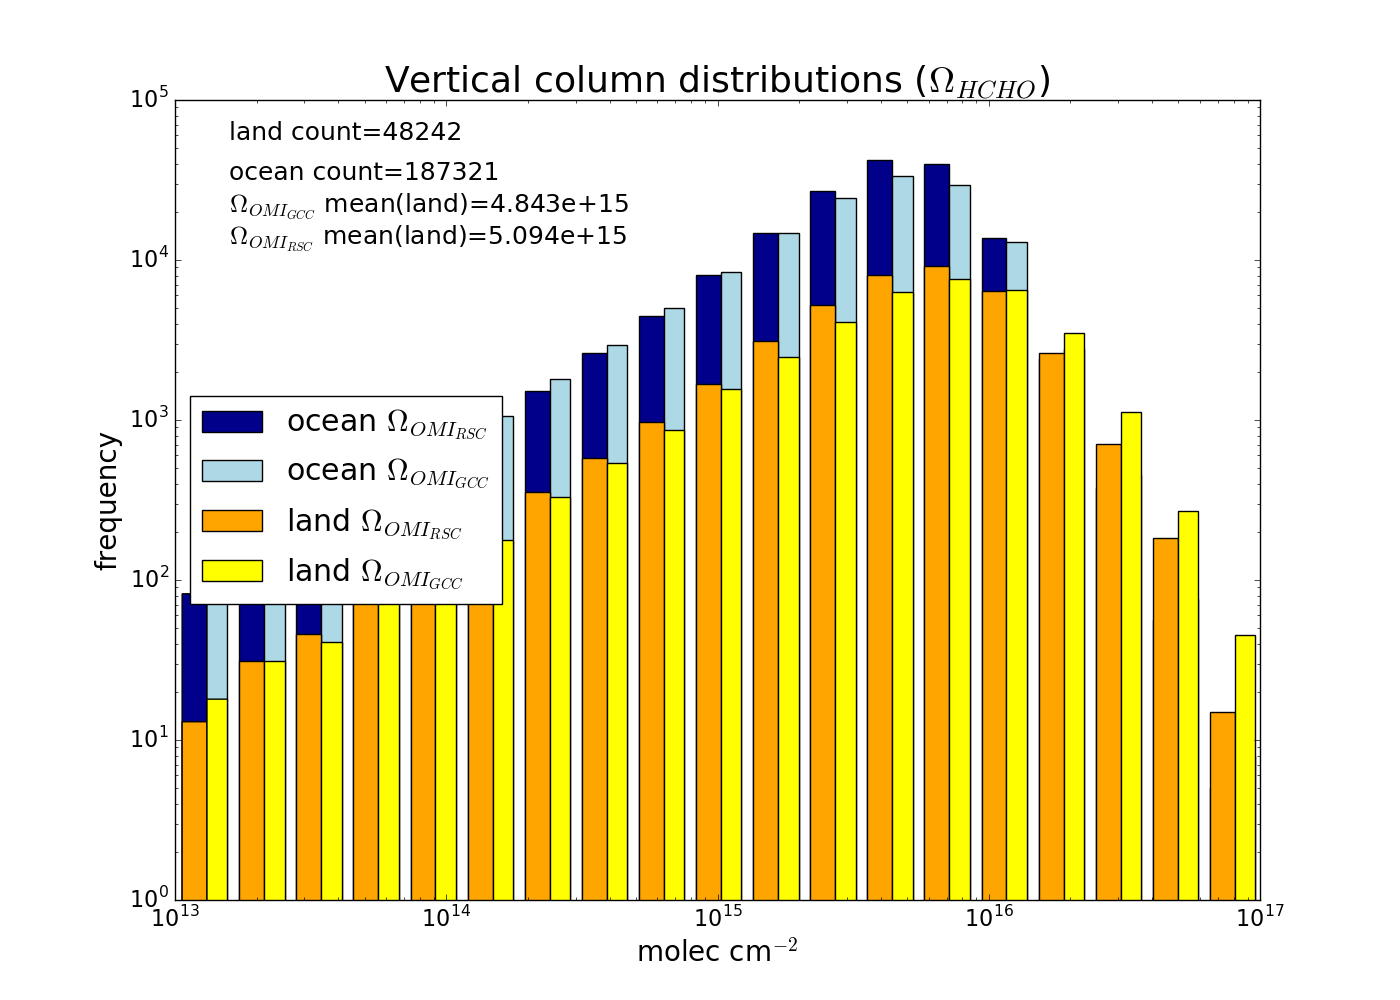 Vertical column distributions (Ω_HCHO)
10^5
land count=48242
ocean count=187321
Ω_OMI_GCC mean(land)=4.843e+15
Ω_OMI_RSC mean(land)=5.094e+15
10^4
10^3
ocean Ω_OMI_RSC
ocean Ω_OMI_GCC
land Ω_OMI_RSC
land Ω_OMI_GCC
frequency
10^2
10^1
10^0
10^13 10^14 10^15 10^16 10^17
molec cm^−2